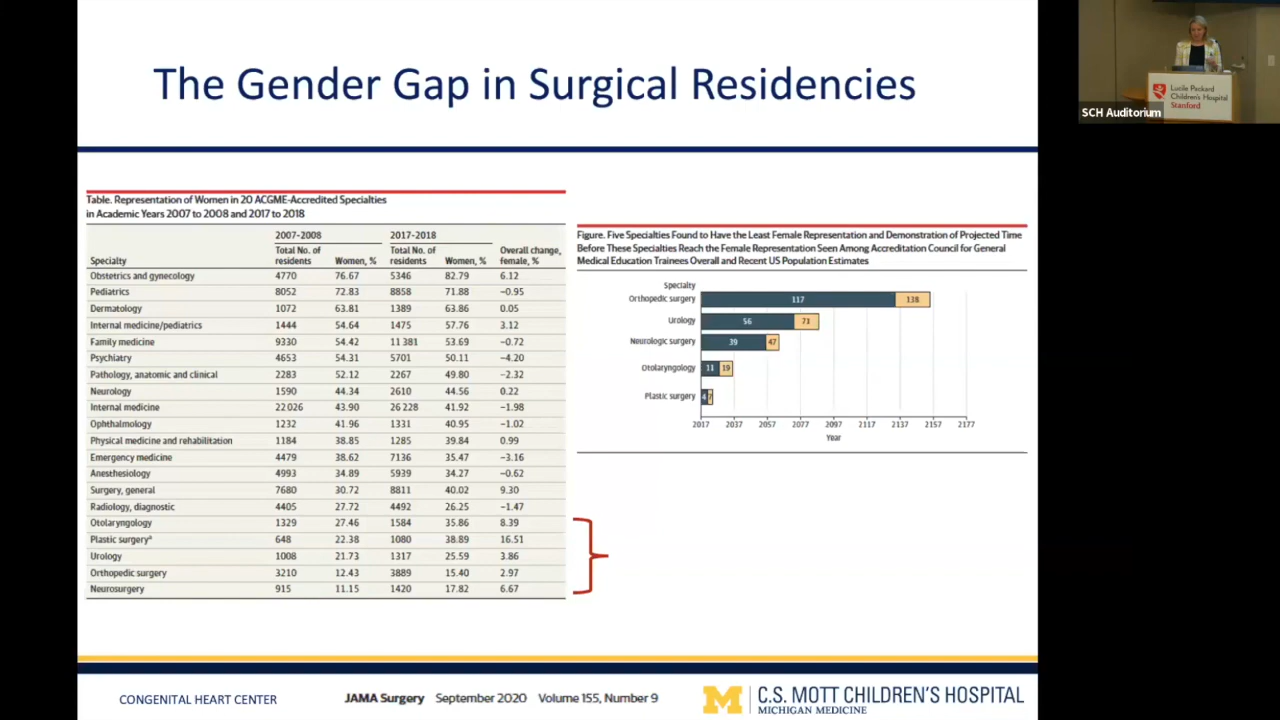 The Gender Gap in Surgical Residencies
Table. Representation of Women in 20 ACGME-Accredited Specialties
in Academic Years 2007 to 2008 and 2017 to 2018
2007-2008 2017-2018
Specialty Total No. of residents Women, % Total No. of residents Women, % Overall change, female, %
Obstetrics and gynecology 4770 76.67 5346 82.79 6.12
Pediatrics 8052 72.83 8858 71.88 −0.95
Dermatology 1072 63.81 1389 63.86 0.05
Internal medicine/pediatrics 1444 54.64 1475 57.76 3.12
Family medicine 9330 54.42 11 381 53.69 −0.72
Psychiatry 4653 54.31 5701 50.11 −4.20
Pathology, anatomic and clinical 2283 52.12 2267 49.80 −2.32
Neurology 1590 44.34 2610 44.56 0.22
Internal medicine 22 026 43.90 26 228 41.92 −1.98
Ophthalmology 1232 41.96 1331 40.95 −1.02
Physical medicine and rehabilitation 1184 38.85 1285 39.84 0.99
Emergency medicine 4479 38.62 7136 35.47 −3.16
Anesthesiology 4993 34.89 5939 34.27 −0.62
Surgery, general 7680 30.72 8811 40.02 9.30
Radiology, diagnostic 4405 27.72 4492 26.25 −1.47
Otolaryngology 1329 27.46 1584 35.86 8.39
Plastic surgeryª 648 22.38 1080 38.89 16.51
Urology 1008 21.73 1317 25.59 3.86
Orthopedic surgery 3210 12.43 3889 15.40 2.97
Neurosurgery 915 11.15 1420 17.82 6.67
Figure. Five Specialties Found to Have the Least Female Representation and Demonstration of Projected Time
Before These Specialties Reach the Female Representation Seen Among Accreditation Council for General
Medical Education Trainees Overall and Recent US Population Estimates
Specialty
Orthopedic surgery 117 138
Urology 56 71
Neurologic surgery 39 47
Otolaryngology 11 19
Plastic surgery 4 7
2017 2037 2057 2077 2097 2117 2137 2157 2177
Year
CONGENITAL HEART CENTER
JAMA Surgery September 2020 Volume 155, Number 9
M C.S. MOTT CHILDREN'S HOSPITAL
MICHIGAN MEDICINE
Lucile Packard
Children's Hospital
Stanford
SCH Auditorium